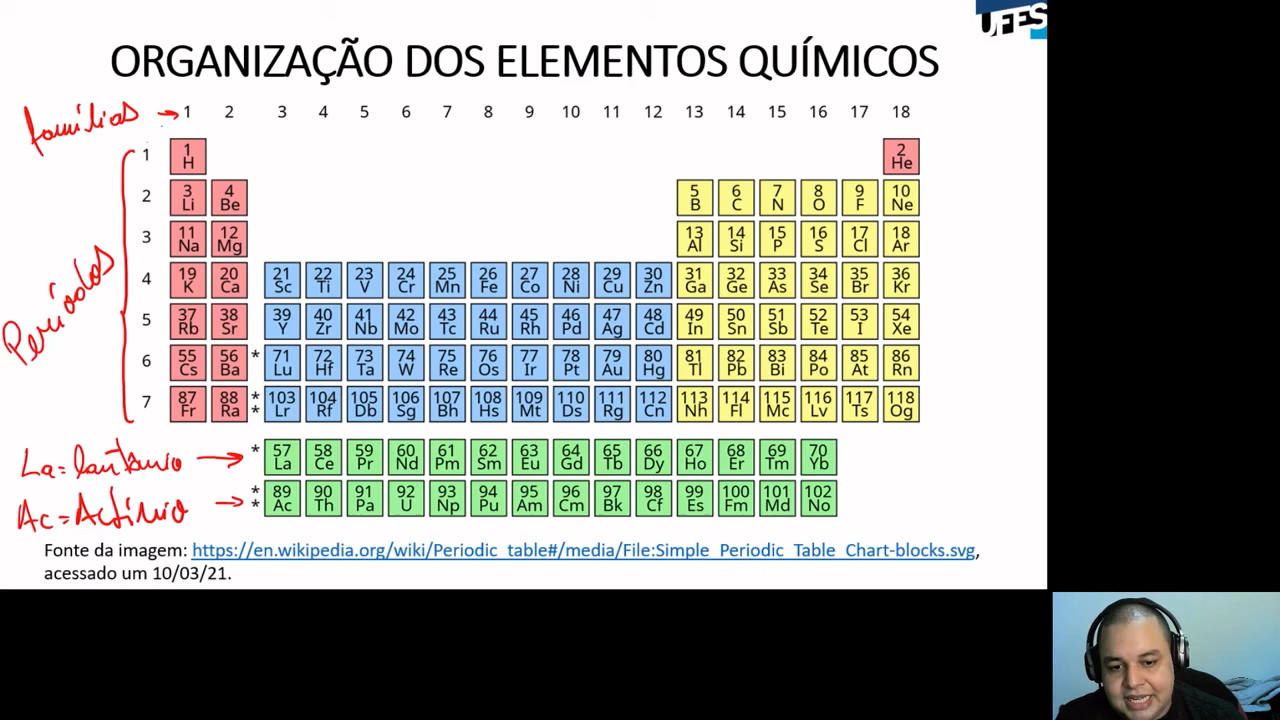 UFES
ORGANIZAÇÃO DOS ELEMENTOS QUÍMICOS
famílias → 1 2 3 4 5 6 7 8 9 10 11 12 13 14 15 16 17 18
Períodos
1 1 H 2 He
2 3 Li 4 Be 5 B 6 C 7 N 8 O 9 F 10 Ne
3 11 Na 12 Mg 13 Al 14 Si 15 P 16 S 17 Cl 18 Ar
4 19 K 20 Ca 21 Sc 22 Ti 23 V 24 Cr 25 Mn 26 Fe 27 Co 28 Ni 29 Cu 30 Zn 31 Ga 32 Ge 33 As 34 Se 35 Br 36 Kr
5 37 Rb 38 Sr 39 Y 40 Zr 41 Nb 42 Mo 43 Tc 44 Ru 45 Rh 46 Pd 47 Ag 48 Cd 49 In 50 Sn 51 Sb 52 Te 53 I 54 Xe
6 55 Cs 56 Ba * 71 Lu 72 Hf 73 Ta 74 W 75 Re 76 Os 77 Ir 78 Pt 79 Au 80 Hg 81 Tl 82 Pb 83 Bi 84 Po 85 At 86 Rn
7 87 Fr 88 Ra * * 103 Lr 104 Rf 105 Db 106 Sg 107 Bh 108 Hs 109 Mt 110 Ds 111 Rg 112 Cn 113 Nh 114 Fl 115 Mc 116 Lv 117 Ts 118 Og
La = lantânio → * 57 La 58 Ce 59 Pr 60 Nd 61 Pm 62 Sm 63 Eu 64 Gd 65 Tb 66 Dy 67 Ho 68 Er 69 Tm 70 Yb
Ac = Actínio → * * 89 Ac 90 Th 91 Pa 92 U 93 Np 94 Pu 95 Am 96 Cm 97 Bk 98 Cf 99 Es 100 Fm 101 Md 102 No
Fonte da imagem: https://en.wikipedia.org/wiki/Periodic_table#/media/File:Simple_Periodic_Table_Chart-blocks.svg,
acessado um 10/03/21.